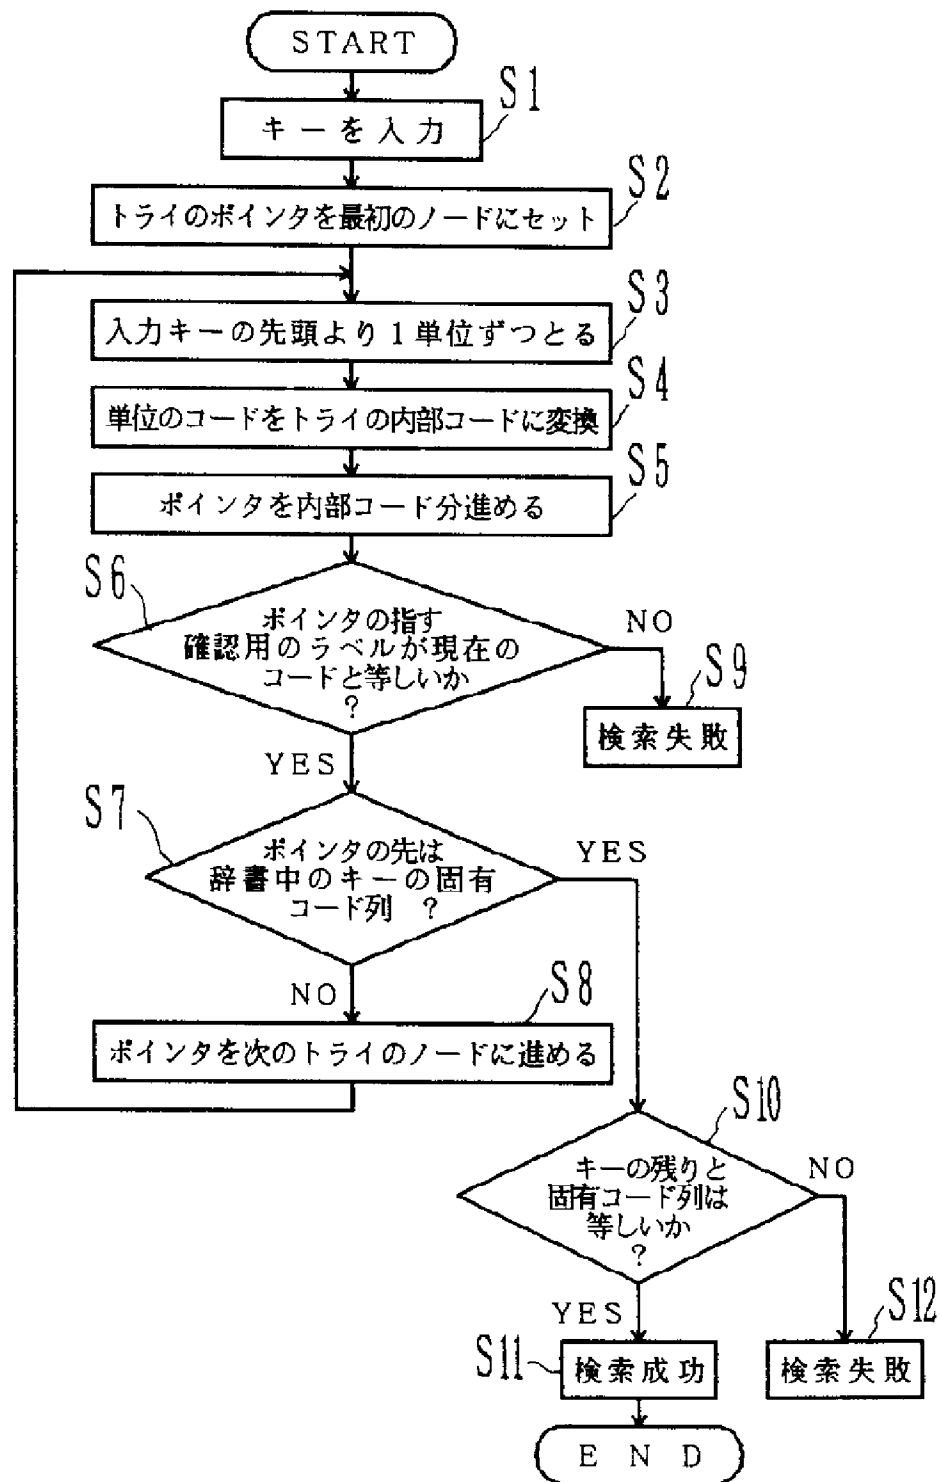 START
S1
キーを入力
S2
トライのポインタを最初のノードにセット
S3
入力キーの先頭より1単位ずつとる
S4
単位のコードをトライの内部コードに変換
S5
ポインタを内部コード分進める
S6
ポインタの指す
確認用のラベルが現在の
コードと等しいか
?
NO
S9
検索失敗
YES
S7
ポインタの先は
辞書中のキーの固有
コード列 ?
YES
NO
S8
ポインタを次のトライのノードに進める
S10
キーの残りと
固有コード列は
等しいか
?
NO
YES
S11
検索成功
S12
検索失敗
END